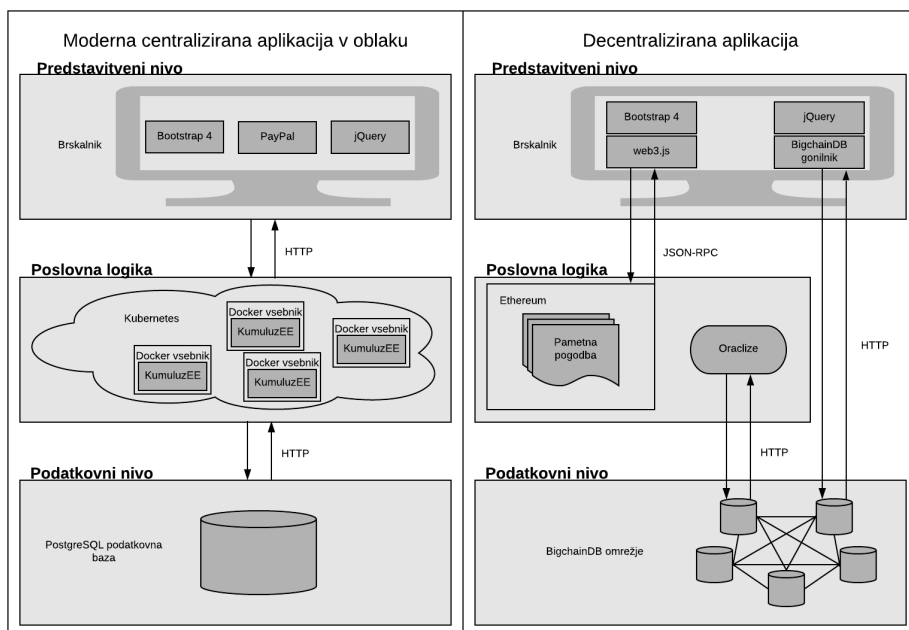 Moderna centralizirana aplikacija v oblaku
Predstavitveni nivo
Brskalnik
Bootstrap 4
PayPal
jQuery
HTTP
Poslovna logika
Kubernetes
Docker vsebnik
KumuluzEE
Docker vsebnik
KumuluzEE
Docker vsebnik
KumuluzEE
Docker vsebnik
KumuluzEE
HTTP
Podatkovni nivo
PostgreSQL podatkovna
baza
Decentralizirana aplikacija
Predstavitveni nivo
Brskalnik
Bootstrap 4
web3.js
jQuery
BigchainDB
gonilnik
JSON-RPC
Poslovna logika
Ethereum
Pametna
pogodba
Oraclize
HTTP
HTTP
Podatkovni nivo
BigchainDB omrežje